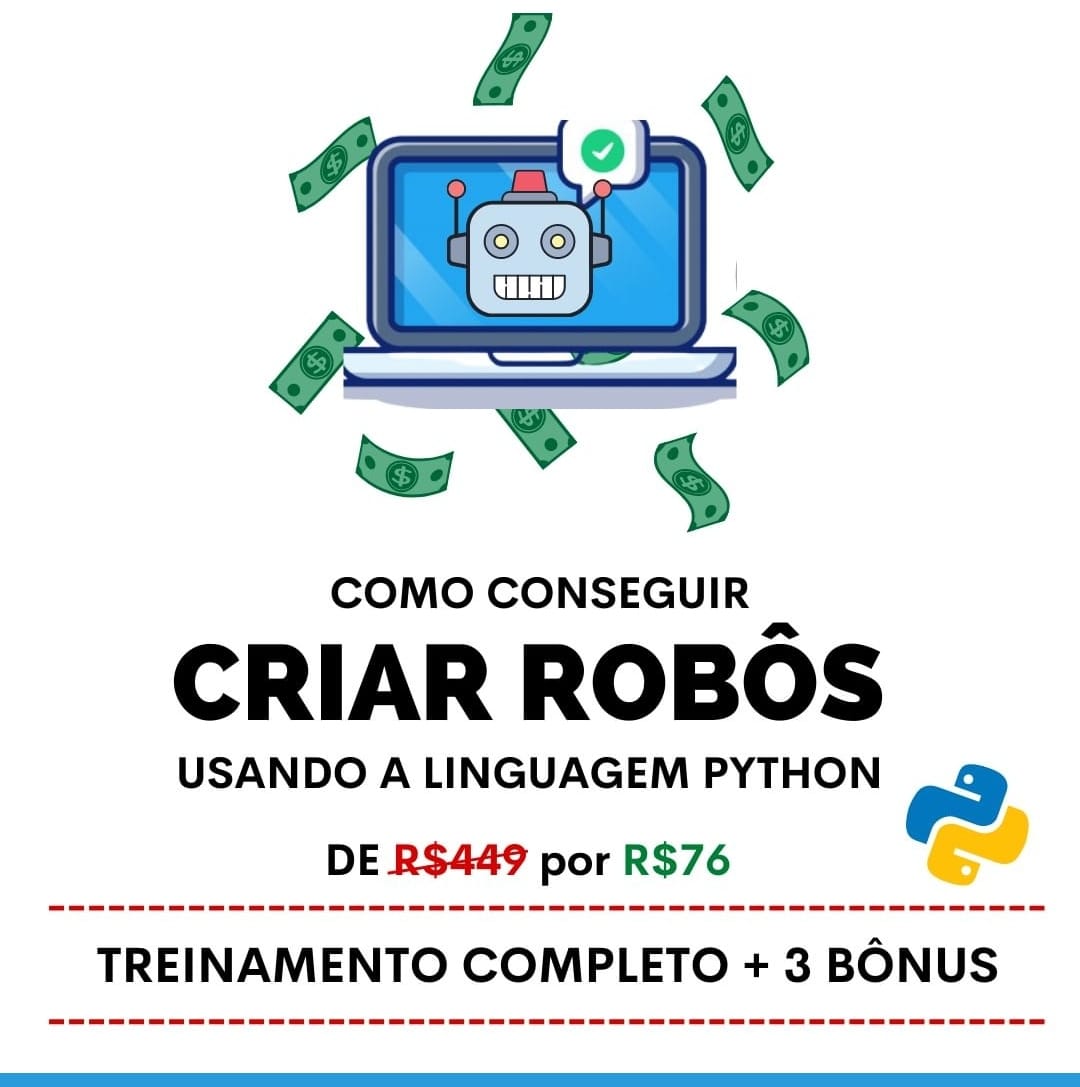 COMO CONSEGUIR
CRIAR ROBÔS
USANDO A LINGUAGEM PYTHON
DE R$449 por R$76
TREINAMENTO COMPLETO + 3 BÔNUS